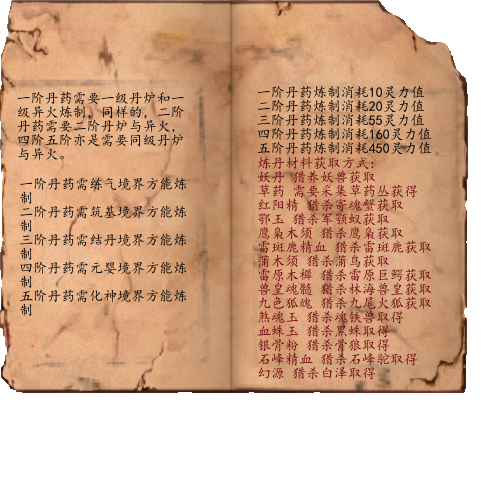 一阶丹药需要一级丹炉和一
级异火炼制，同样的，二阶
丹药需要二阶丹炉与异火，
四阶五阶亦是需要同级丹炉
与异火。
一阶丹药需练气境界方能炼
制
二阶丹药需筑基境界方能炼
制
三阶丹药需结丹境界方能炼
制
四阶丹药需元婴境界方能炼
制
五阶丹药需化神境界方能炼
制
一阶丹药炼制消耗10灵力值
二阶丹药炼制消耗20灵力值
三阶丹药炼制消耗55灵力值
四阶丹药炼制消耗160灵力值
五阶丹药炼制消耗450灵力值
炼丹材料获取方式：
妖丹 猎养妖兽获取
草药 需要采集草药丛获得
红阳精 猎杀寄魂蟹获取
鄂玉 猎杀军颚蚁获取
鹰枭木须 猎杀鹰枭获取
雷斑鹿精血 猎杀雷斑鹿获取
蒲木须 猎杀蒲鸟获取
雷原木樨 猎杀雷原巨鳄获取
兽皇魂髓 猎杀林海兽皇获取
九色狐魄 猎杀九尾火狐获取
煞魂玉 猎杀魂铁兽取得
血蛛玉 猎杀黑蛛取得
银骨粉 猎杀骨狼取得
石峰精血 猎杀石峰驼取得
幻源 猎杀白泽取得